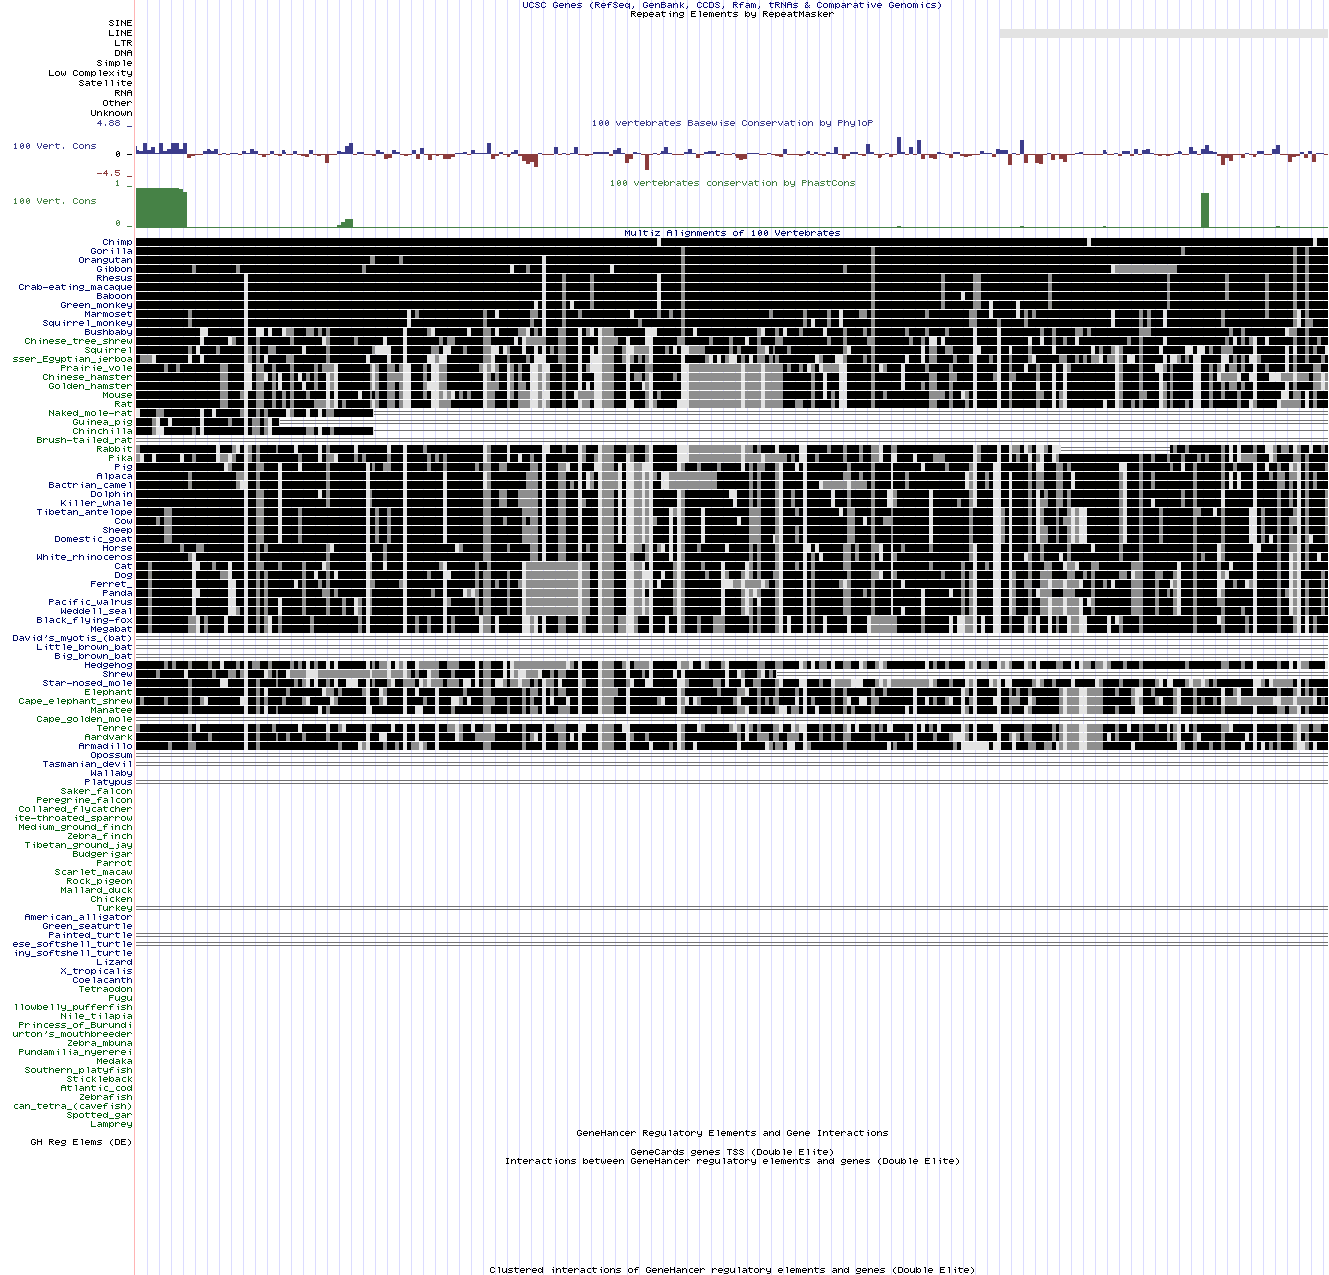 UCSC Genes (RefSeq, GenBank, CCDS, Rfam, tRNAs & Comparative Genomics)
Repeating Elements by RepeatMasker
SINE
LINE
LTR
DNA
Simple
Low Complexity
Satellite
RNA
Other
Unknown
100 vertebrates Basewise Conservation by PhyloP
4.88 _
100 Vert. Cons
0 _
-4.5 _
100 vertebrates conservation by PhastCons
1 _
100 Vert. Cons
0 _
Multiz Alignments of 100 Vertebrates
Chimp
Gorilla
Orangutan
Gibbon
Rhesus
Crab-eating_macaque
Baboon
Green_monkey
Marmoset
Squirrel_monkey
Bushbaby
Chinese_tree_shrew
Squirrel
sser_Egyptian_jerboa
Prairie_vole
Chinese_hamster
Golden_hamster
Mouse
Rat
Naked_mole-rat
Guinea_pig
Chinchilla
Brush-tailed_rat
Rabbit
Pika
Pig
Alpaca
Bactrian_camel
Dolphin
Killer_whale
Tibetan_antelope
Cow
Sheep
Domestic_goat
Horse
White_rhinoceros
Cat
Dog
Ferret_
Panda
Pacific_walrus
Weddell_seal
Black_flying-fox
Megabat
David's_myotis_(bat)
Little_brown_bat
Big_brown_bat
Hedgehog
Shrew
Star-nosed_mole
Elephant
Cape_elephant_shrew
Manatee
Cape_golden_mole
Tenrec
Aardvark
Armadillo
Opossum
Tasmanian_devil
Wallaby
Platypus
Saker_falcon
Peregrine_falcon
Collared_flycatcher
ite-throated_sparrow
Medium_ground_finch
Zebra_finch
Tibetan_ground_jay
Budgerigar
Parrot
Scarlet_macaw
Rock_pigeon
Mallard_duck
Chicken
Turkey
American_alligator
Green_seaturtle
Painted_turtle
ese_softshell_turtle
iny_softshell_turtle
Lizard
X_tropicalis
Coelacanth
Tetraodon
Fugu
llowbelly_pufferfish
Nile_tilapia
Princess_of_Burundi
urton's_mouthbreeder
Zebra_mbuna
Pundamilia_nyererei
Medaka
Southern_platyfish
Stickleback
Atlantic_cod
Zebrafish
can_tetra_(cavefish)
Spotted_gar
Lamprey
GeneHancer Regulatory Elements and Gene Interactions
GH Reg Elems (DE)
GeneCards genes TSS (Double Elite)
Interactions between GeneHancer regulatory elements and genes (Double Elite)
Clustered interactions of GeneHancer regulatory elements and genes (Double Elite)